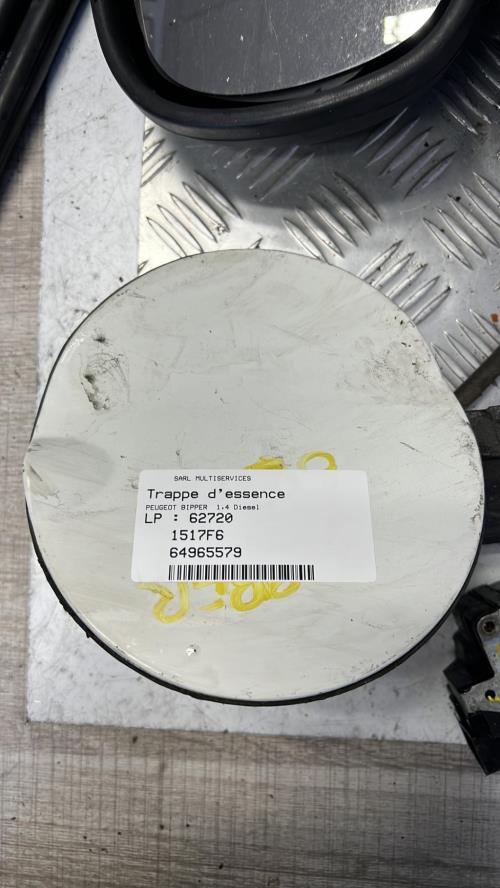 SARL MULTISERVICES
Trappe d'essence
PEUGEOT BIPPER 1.4 Diesel
LP : 62720
1517F6
64965579